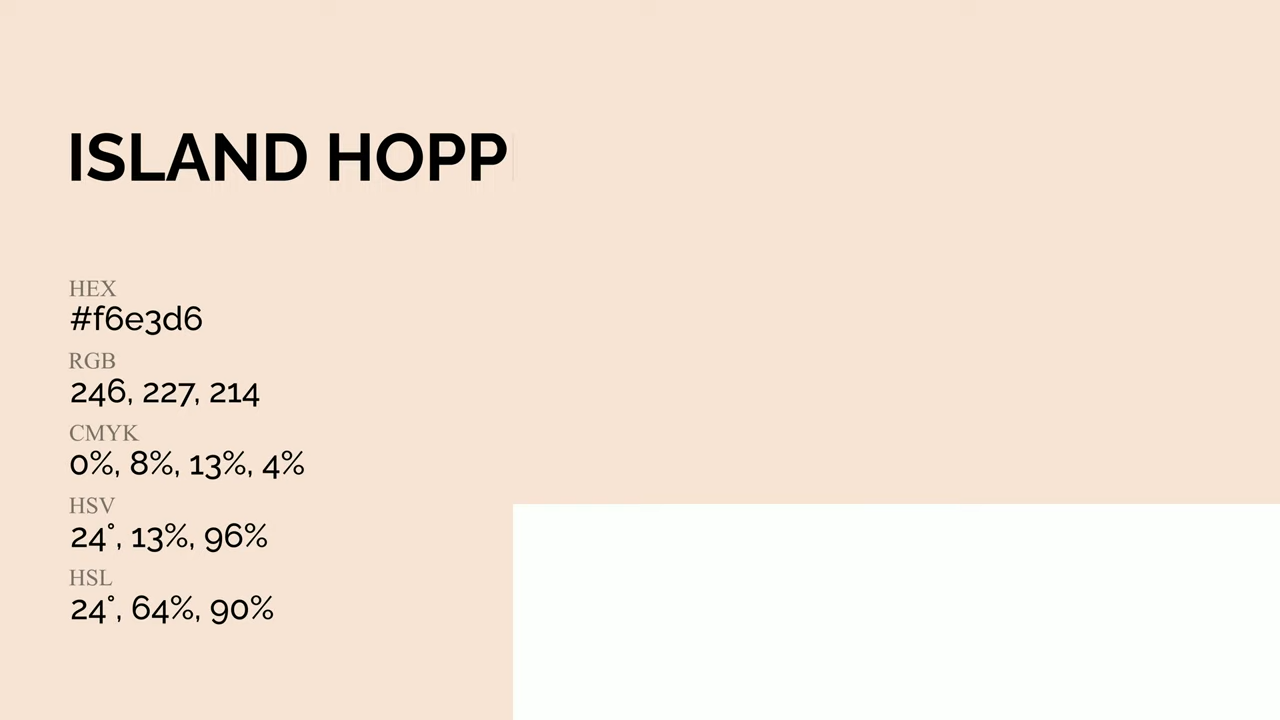 ISLAND HOPP
HEX
#f6e3d6
RGB
246, 227, 214
CMYK
0%, 8%, 13%, 4%
HSV
24°, 13%, 96%
HSL
24°, 64%, 90%